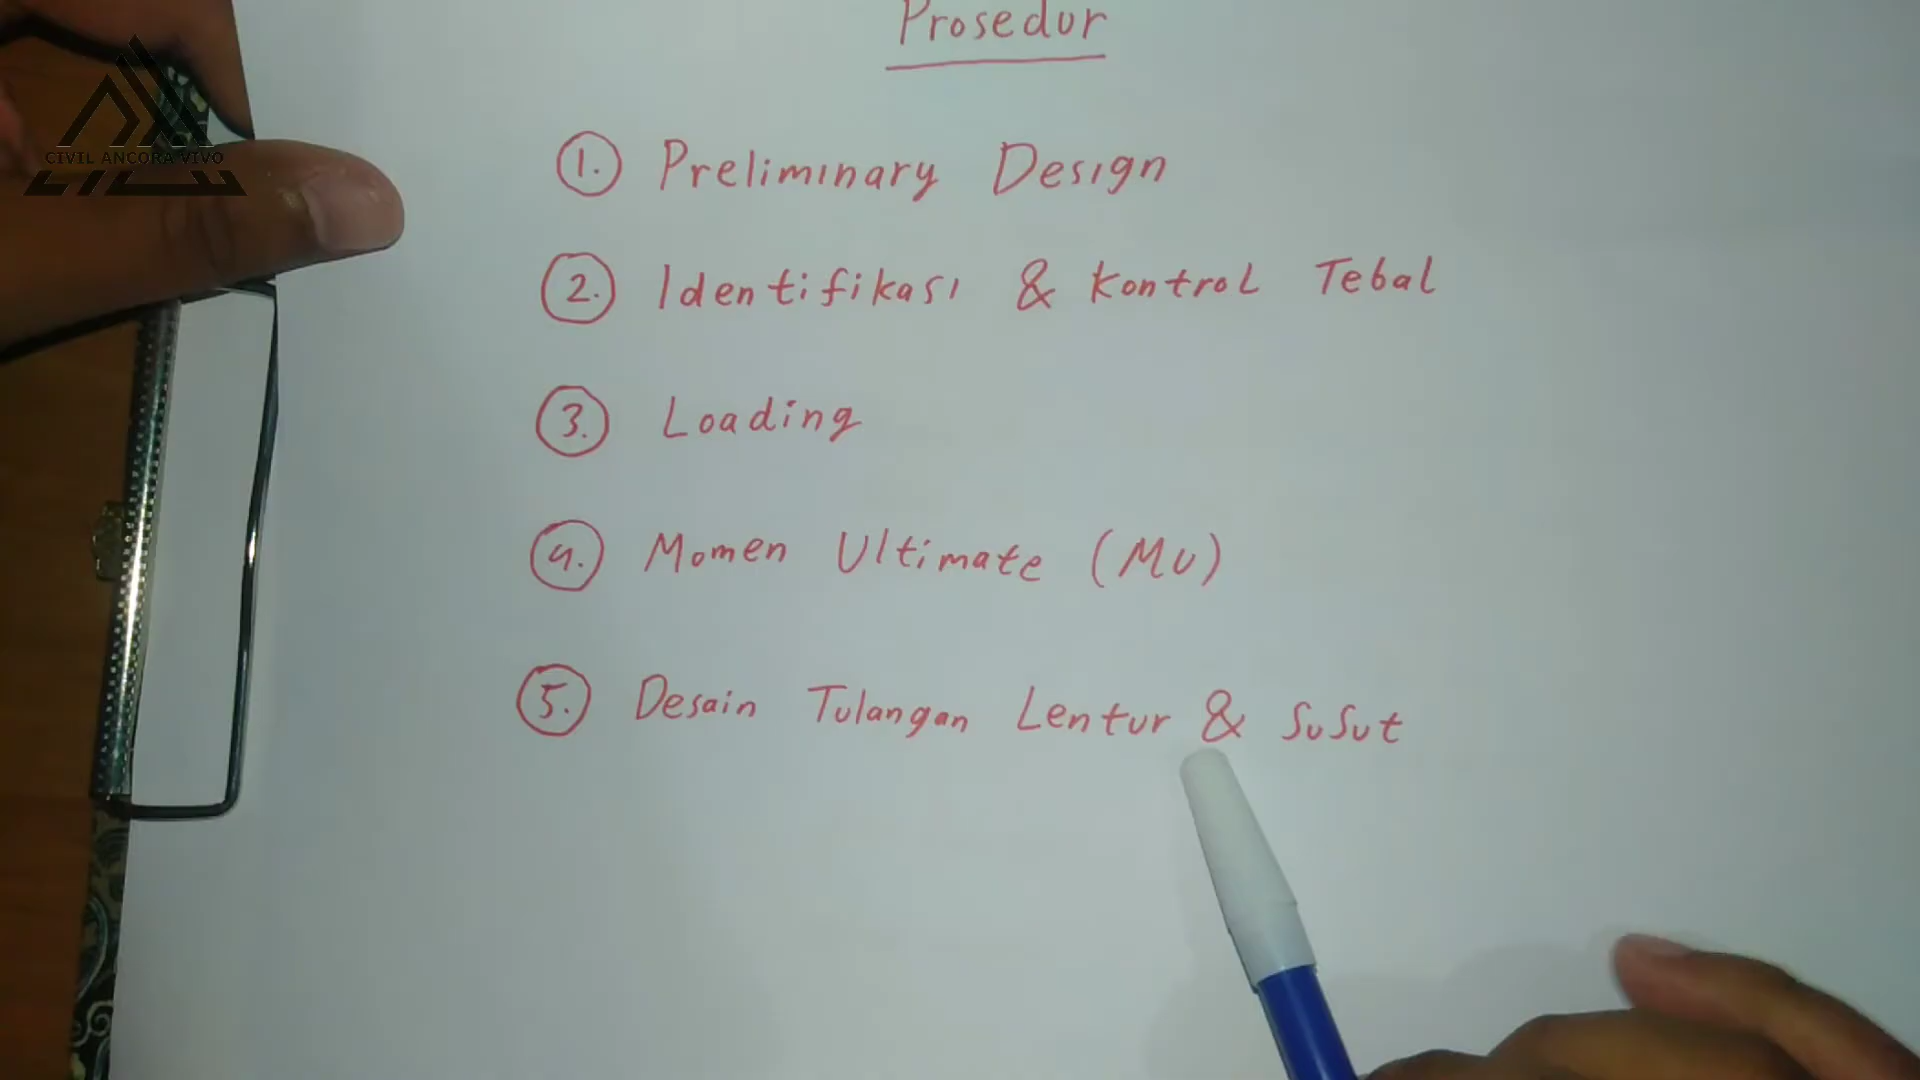 Prosedur
CIVIL ANCORA VIVO
1. Preliminary Design
2. Identifikasi & Kontrol Tebal
3. Loading
4. Momen Ultimate (Mu)
5. Desain Tulangan Lentur & Susut